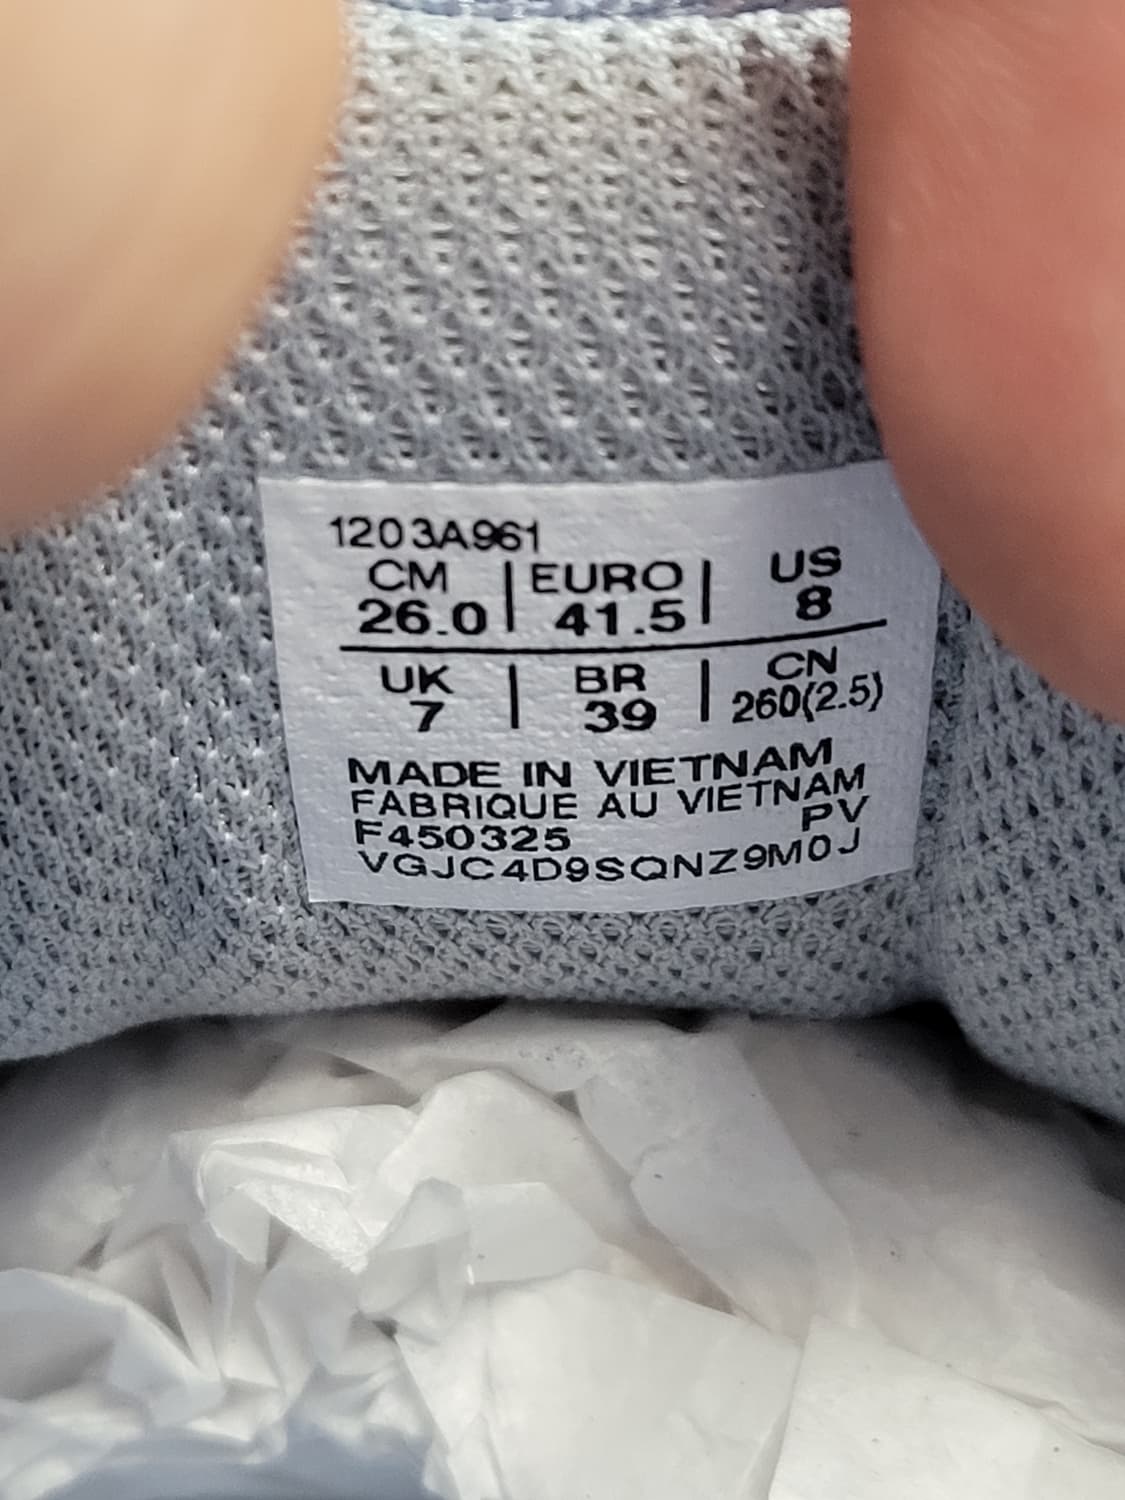 1203A961
CM | EURO | US
26.0 | 41.5 | 8
UK | BR | CN
7 | 39 | 260(2.5)
MADE IN VIETNAM
FABRIQUE AU VIETNAM
F450325 PV
VGJC4D9SQNZ9M0J